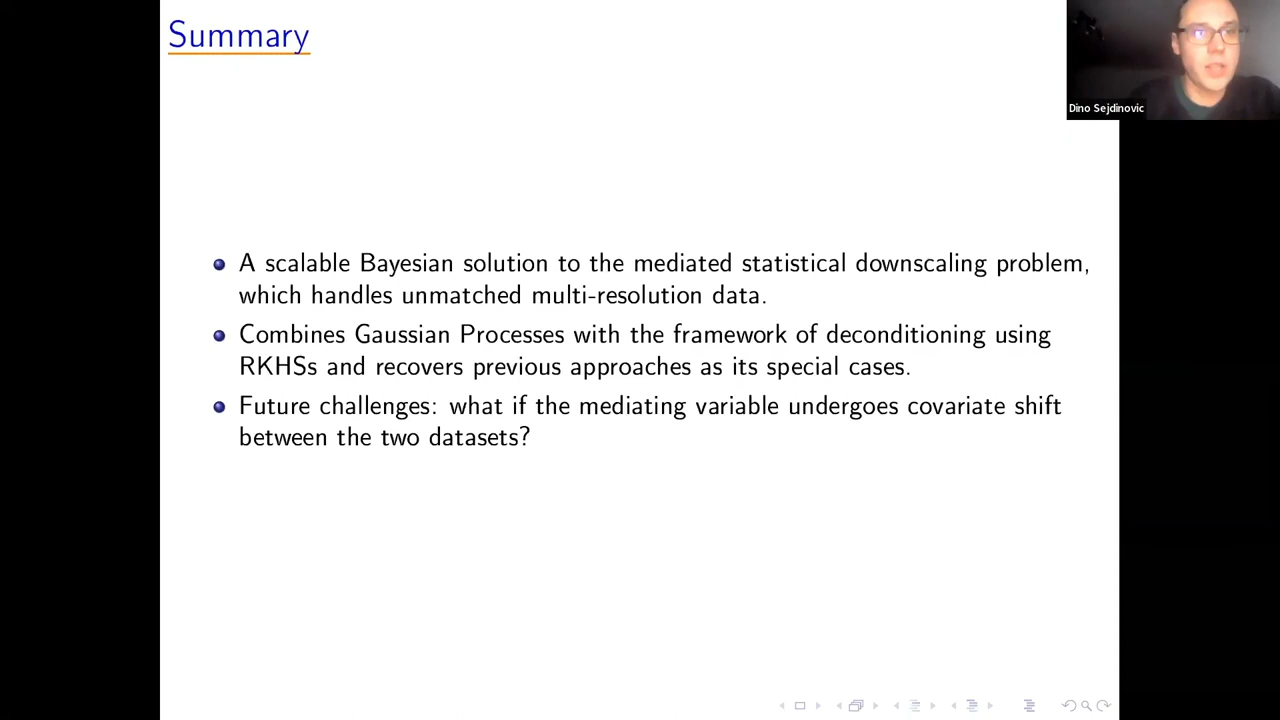 Summary
Dino Sejdinovic
A scalable Bayesian solution to the mediated statistical downscaling problem,
which handles unmatched multi-resolution data.
Combines Gaussian Processes with the framework of deconditioning using
RKHSs and recovers previous approaches as its special cases.
Future challenges: what if the mediating variable undergoes covariate shift
between the two datasets?